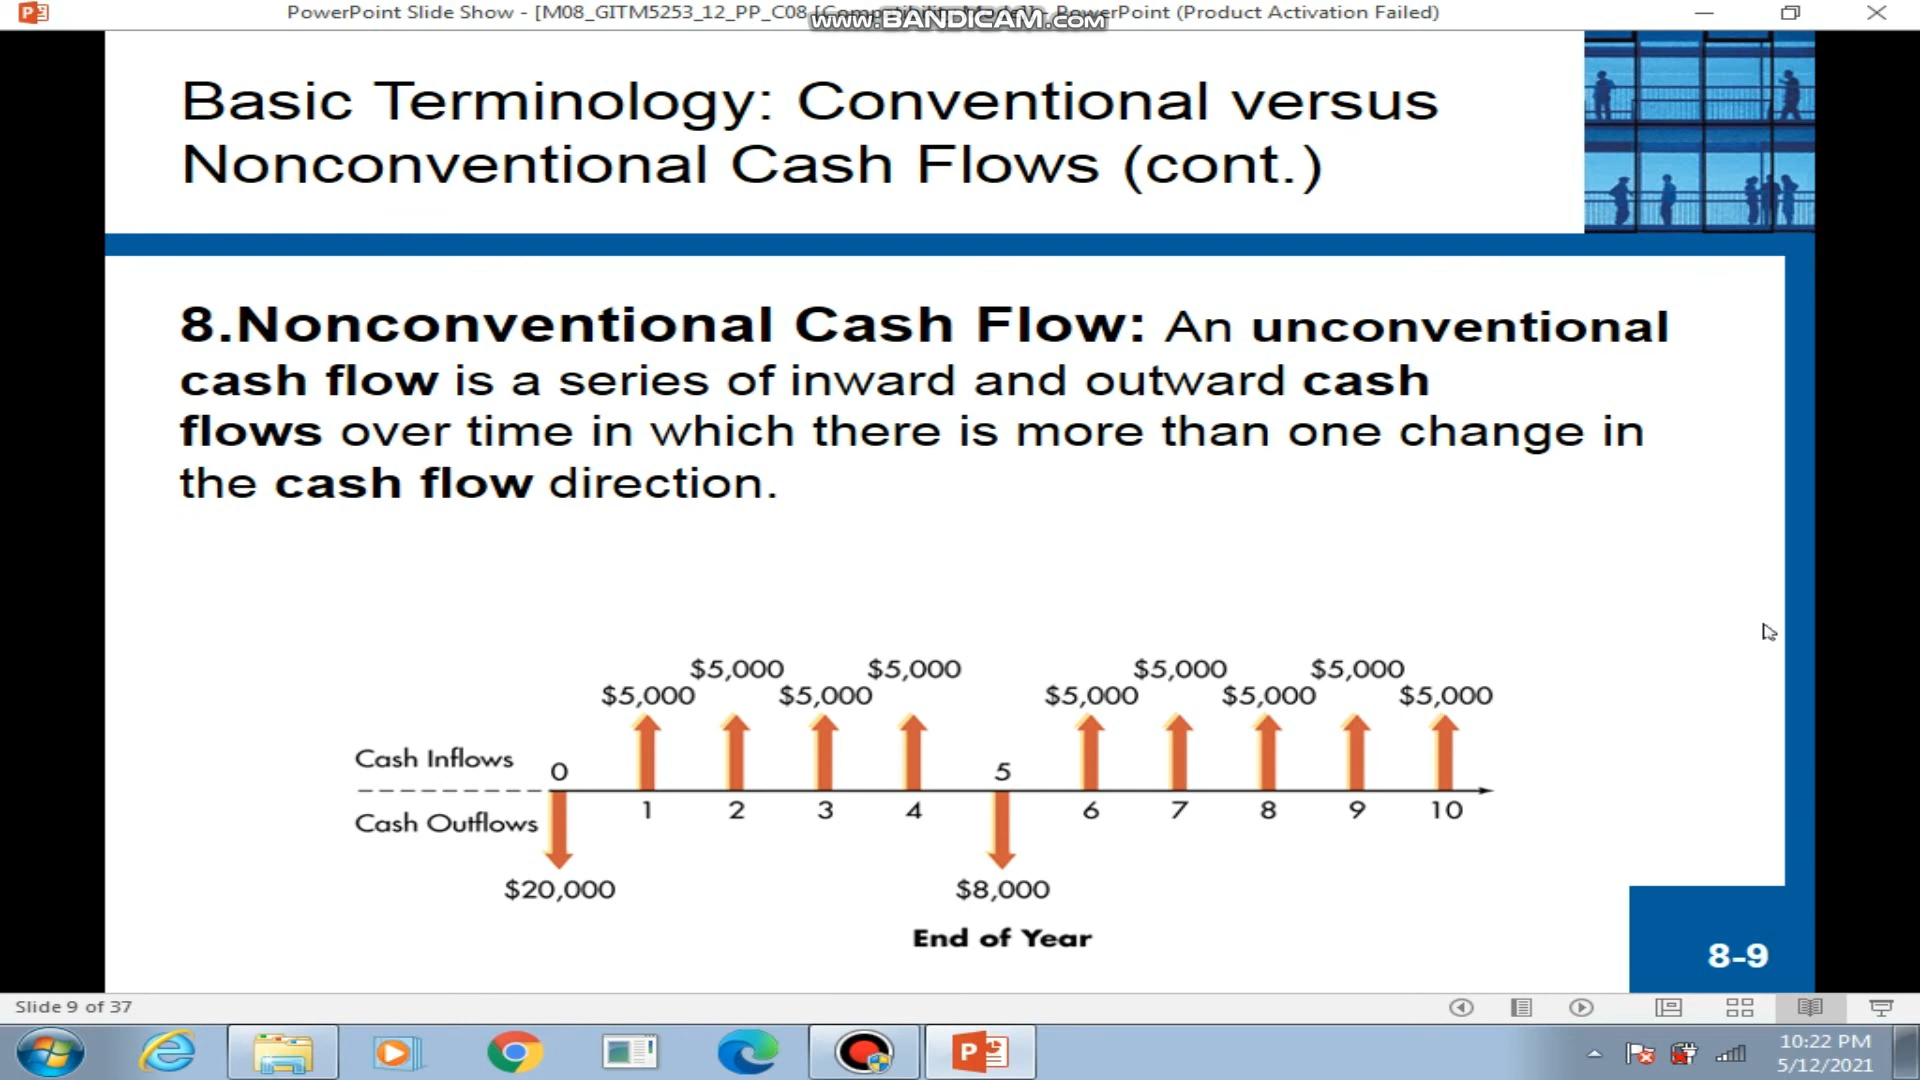 PowerPoint Slide Show - [M08_GITM5253_12_PP_C08 [Compatibility Mode]] - PowerPoint (Product Activation Failed)
www.BANDICAM.com
Basic Terminology: Conventional versus
Nonconventional Cash Flows (cont.)
8.Nonconventional Cash Flow: An unconventional
cash flow is a series of inward and outward cash
flows over time in which there is more than one change in
the cash flow direction.
$5,000 $5,000 $5,000 $5,000
$5,000 $5,000 $5,000 $5,000 $5,000
Cash Inflows 0 5
1 2 3 4 6 7 8 9 10
Cash Outflows
$20,000 $8,000
End of Year
8-9
Slide 9 of 37
10:22 PM
5/12/2021